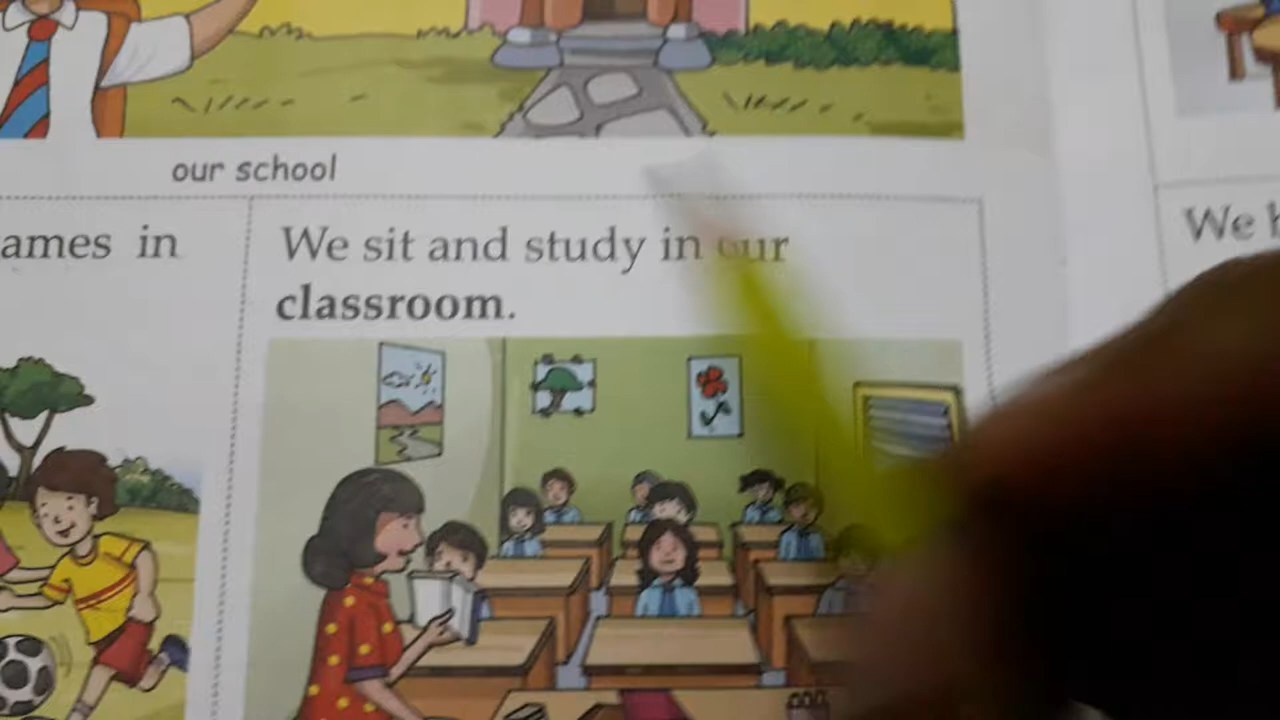 our school
ames in
We sit and study in our
classroom.
We